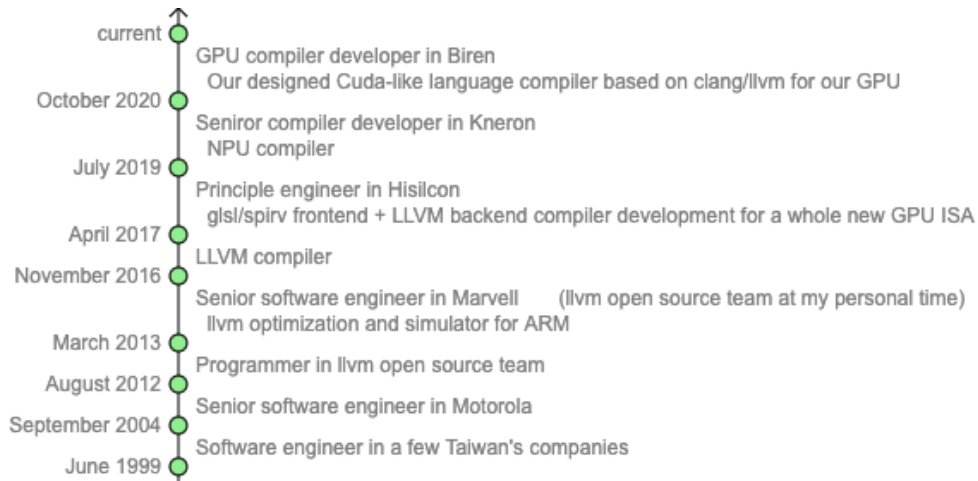 current
GPU compiler developer in Biren
Our designed Cuda-like language compiler based on clang/llvm for our GPU
October 2020
Seniror compiler developer in Kneron
NPU compiler
July 2019
Principle engineer in Hisilcon
glsl/spirv frontend + LLVM backend compiler development for a whole new GPU ISA
April 2017
LLVM compiler
November 2016
Senior software engineer in Marvell (llvm open source team at my personal time)
llvm optimization and simulator for ARM
March 2013
Programmer in llvm open source team
August 2012
Senior software engineer in Motorola
September 2004
Software engineer in a few Taiwan's companies
June 1999